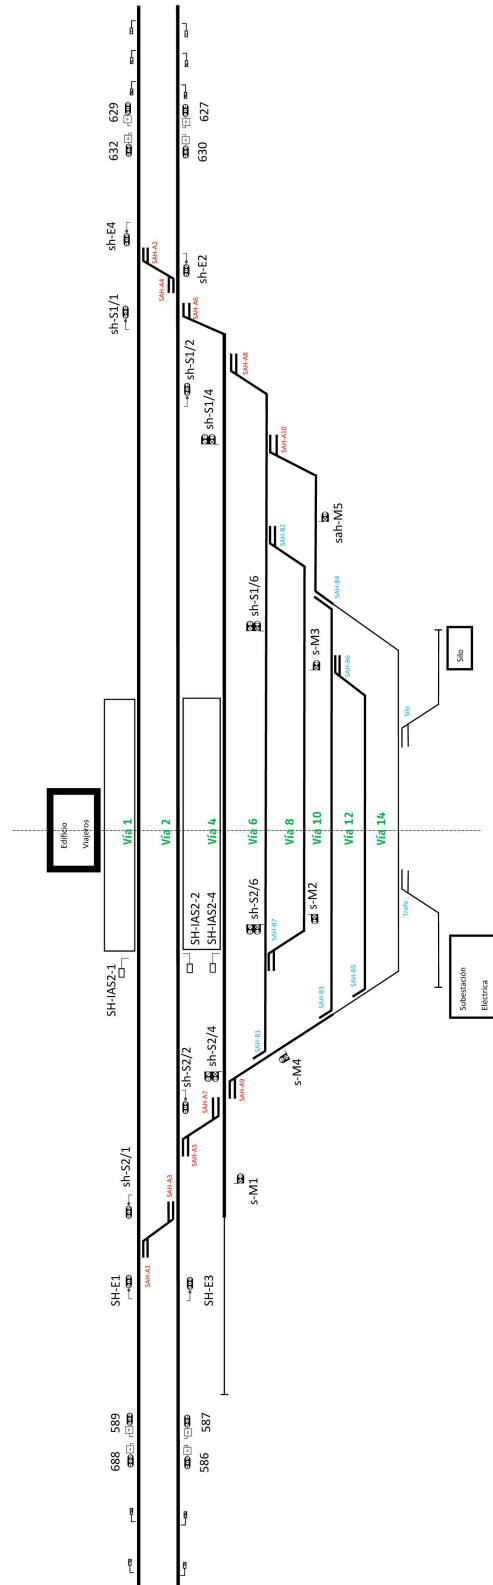 629
632
627
630
sh-E4
SAH-A2
SAH-A4
sh-E2
sh-S1/1
SAH-A6
sh-S1/2
sh-S1/4
SAH-A8
SAH-A10
sah-M5
SAH-B2
SAH-B4
sh-S1/6
s-M3
SAH-B6
Silo
Silo
Edificio
Viajeros
Vía 1
Vía 2
Vía 4
Vía 6
Vía 8
Vía 10
Vía 12
Vía 14
Trafo
Subestación
Eléctrica
SH-IAS2-1
SH-IAS2-2
SH-IAS2-4
sh-S2/6
s-M2
SAH-B7
SAH-B5
SAH-B3
SAH-B1
s-M4
sh-S2/2
sh-S2/4
SAH-A9
SAH-A7
SAH-A5
sh-S2/1
SAH-A3
s-M1
SAH-A1
SH-E1
SH-E3
589
688
587
586